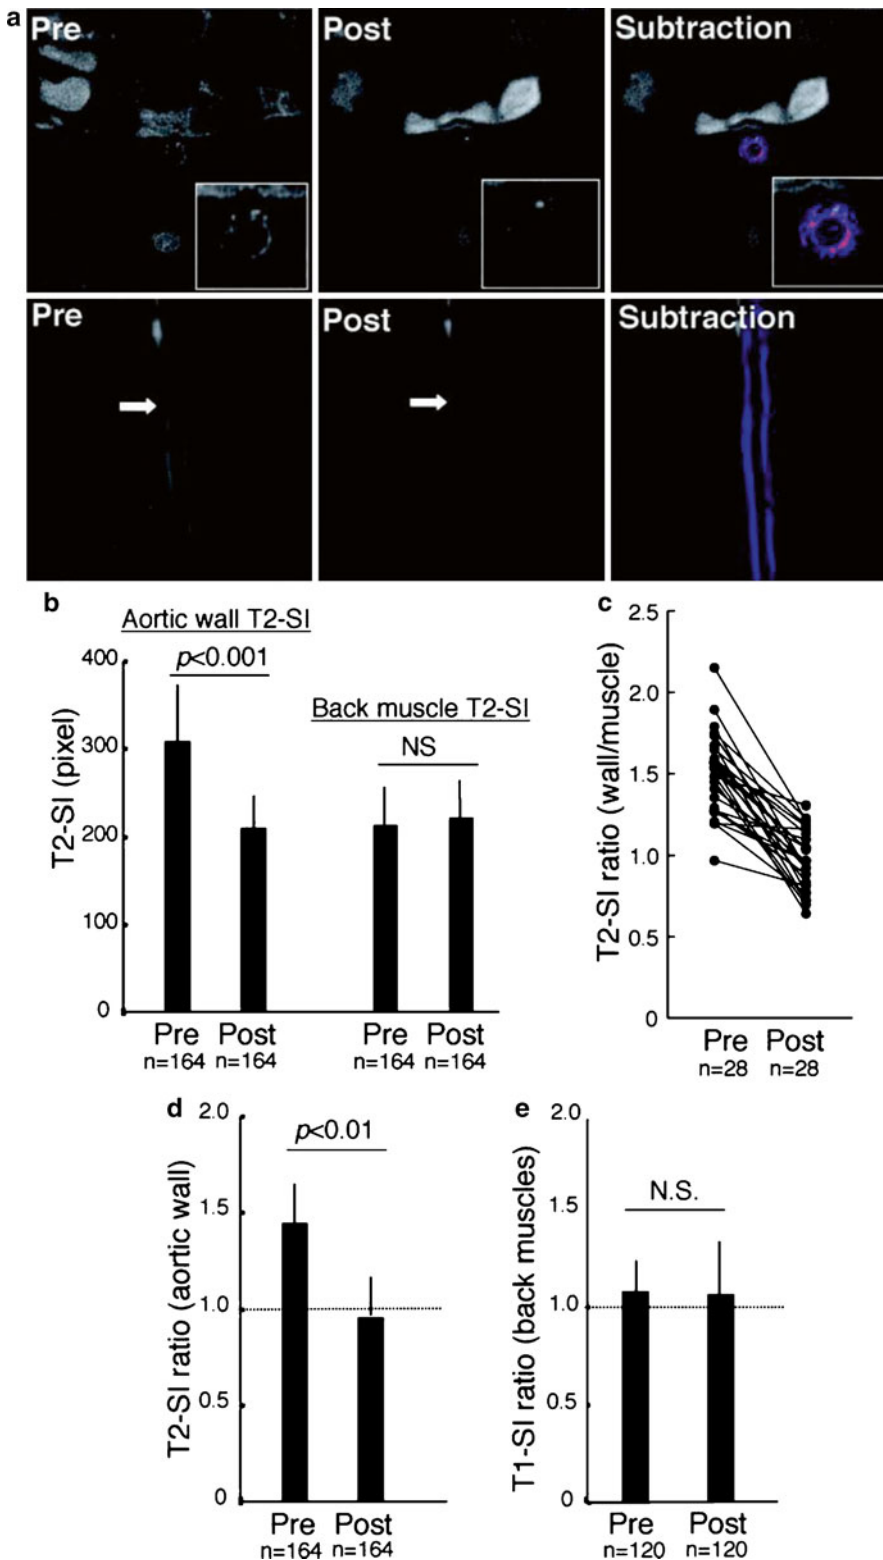 a
Pre
Post
Subtraction
Pre
Post
Subtraction
b
Aortic wall T2-SI
p<0.001
Back muscle T2-SI
NS
T2-SI (pixel)
400
300
200
100
0
Pre
Post
Pre
Post
n=164
n=164
n=164
n=164
c
T2-SI ratio (wall/muscle)
2.5
2.0
1.5
1.0
0.5
0
Pre
Post
n=28
n=28
d
T2-SI ratio (aortic wall)
2.0
1.5
1.0
0.5
0
p<0.01
Pre
Post
n=164
n=164
e
T1-SI ratio (back muscles)
2.0
1.5
1.0
0.5
0
N.S.
Pre
Post
n=120
n=120